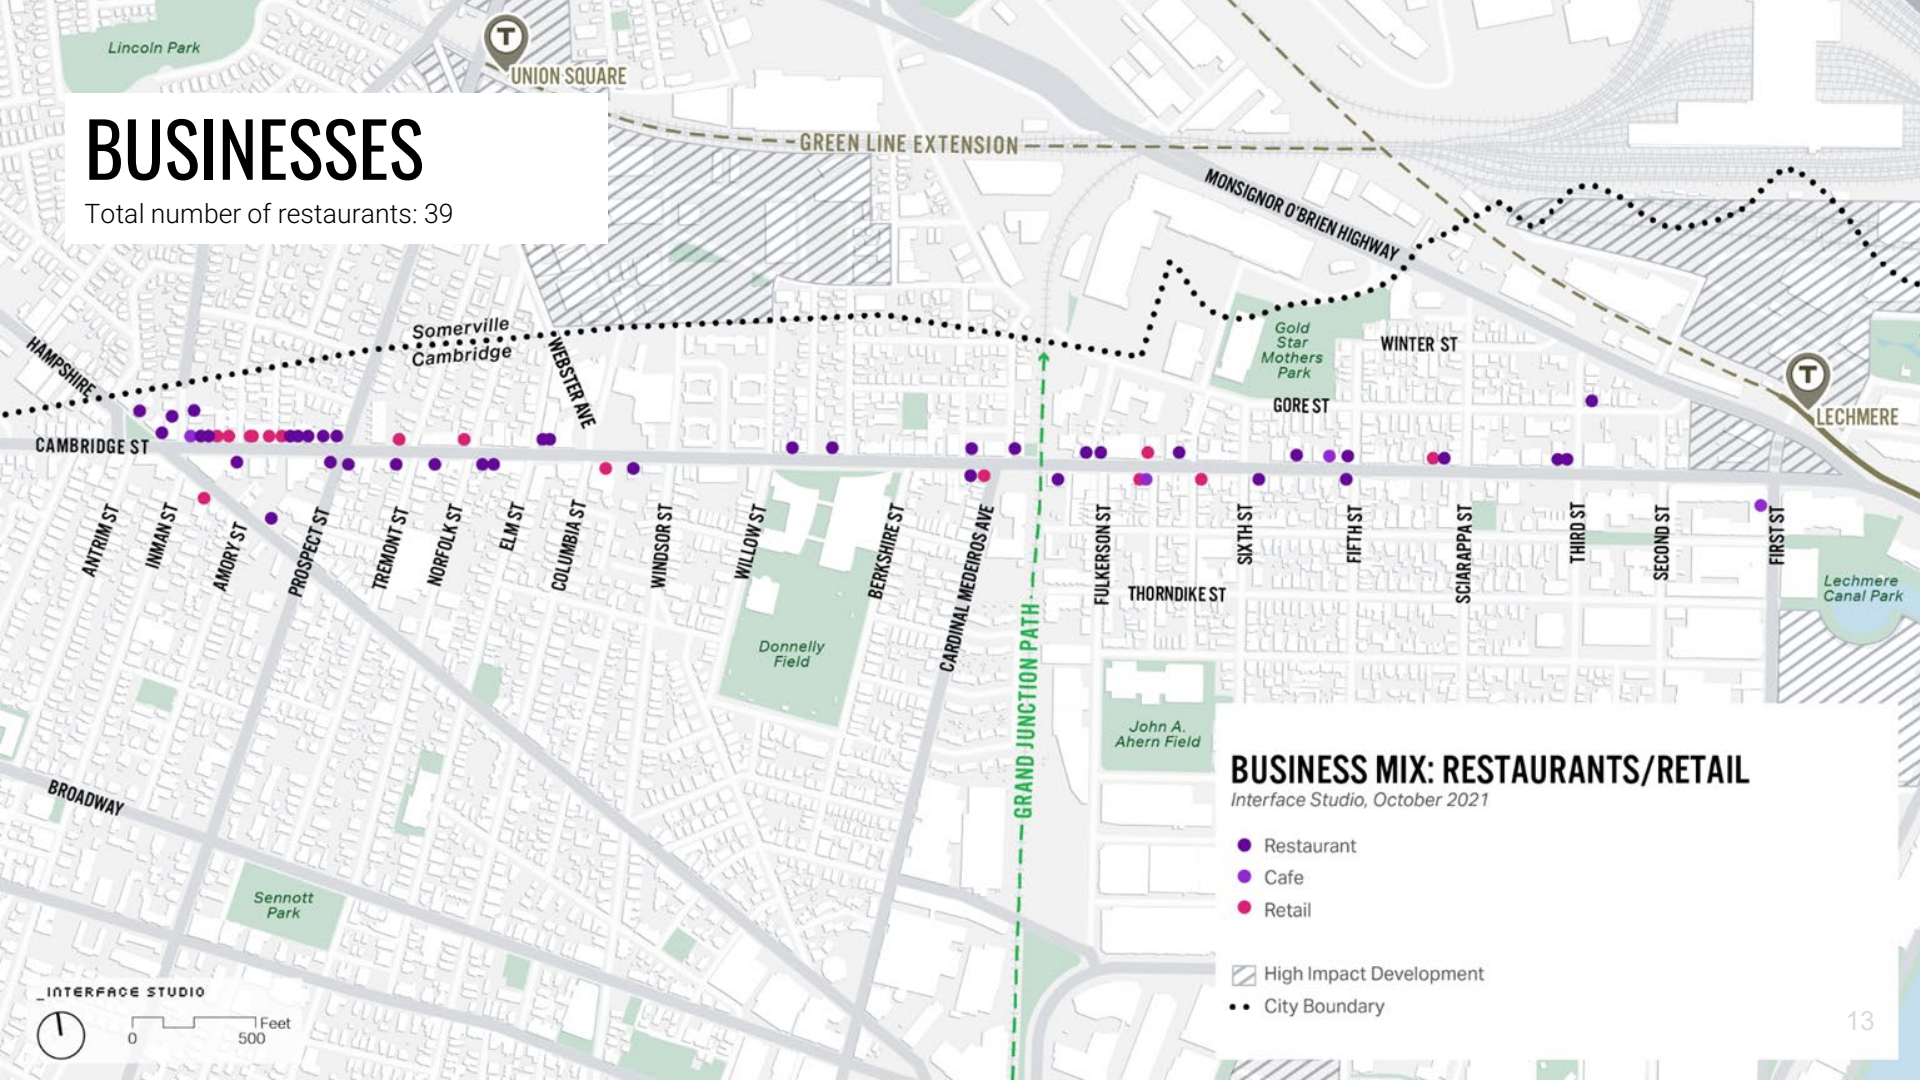 Lincoln Park
T
UNION SQUARE
BUSINESSES
Total number of restaurants: 39
GREEN LINE EXTENSION
MONSIGNOR O'BRIEN HIGHWAY
Somerville
Cambridge
HAMPSHIRE
WEBSTER AVE
Gold
Star
Mothers
Park
WINTER ST
GORE ST
T
LECHMERE
CAMBRIDGE ST
ANTRIM ST
INMAN ST
AMORY ST
PROSPECT ST
TREMONT ST
NORFOLK ST
ELM ST
COLUMBIA ST
WINDSOR ST
WILLOW ST
BERKSHIRE ST
CARDINAL MEDEIROS AVE
GRAND JUNCTION PATH
FULKERSON ST
THORNDIKE ST
SIXTH ST
FIFTH ST
SCIARAPPA ST
THIRD ST
SECOND ST
FIRST ST
Lechmere
Canal Park
Donnelly
Field
John A.
Ahern Field
BROADWAY
Sennott
Park
BUSINESS MIX: RESTAURANTS/RETAIL
Interface Studio, October 2021
Restaurant
Cafe
Retail
High Impact Development
City Boundary
_INTERFACE STUDIO
0
500
Feet
13